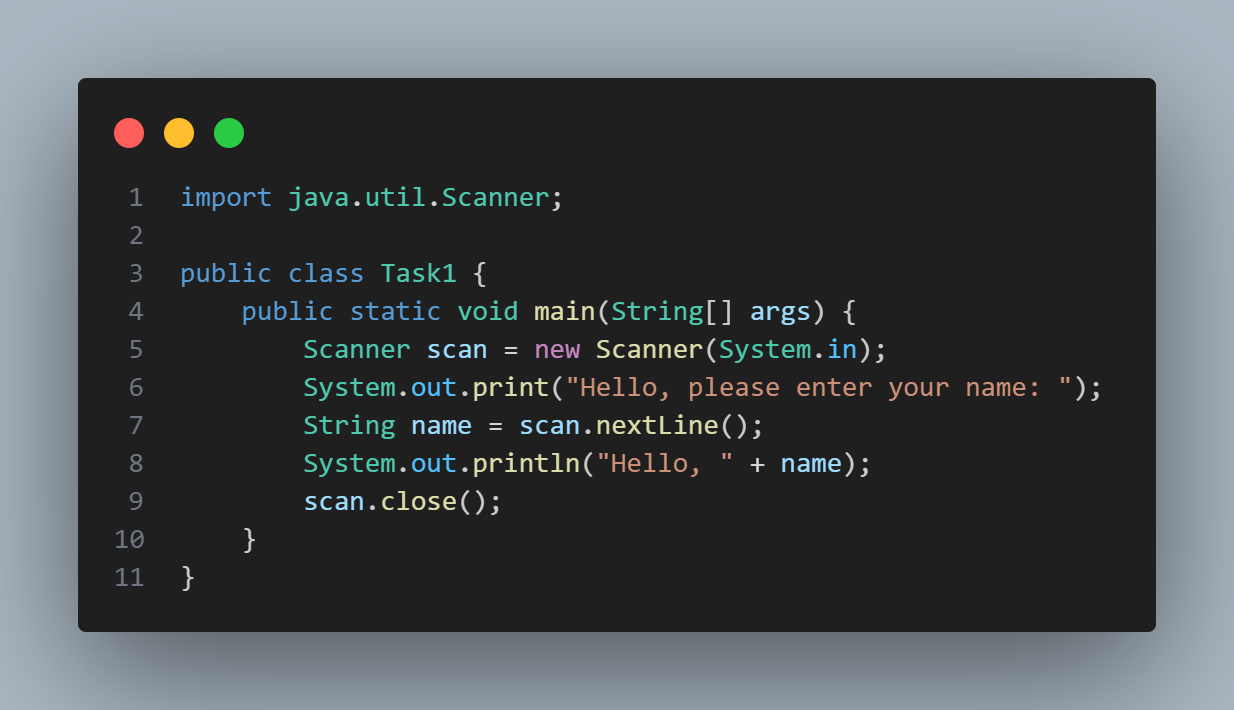 1 import java.util.Scanner;
2
3 public class Task1 {
4     public static void main(String[] args) {
5         Scanner scan = new Scanner(System.in);
6         System.out.print("Hello, please enter your name: ");
7         String name = scan.nextLine();
8         System.out.println("Hello, " + name);
9         scan.close();
10     }
11 }